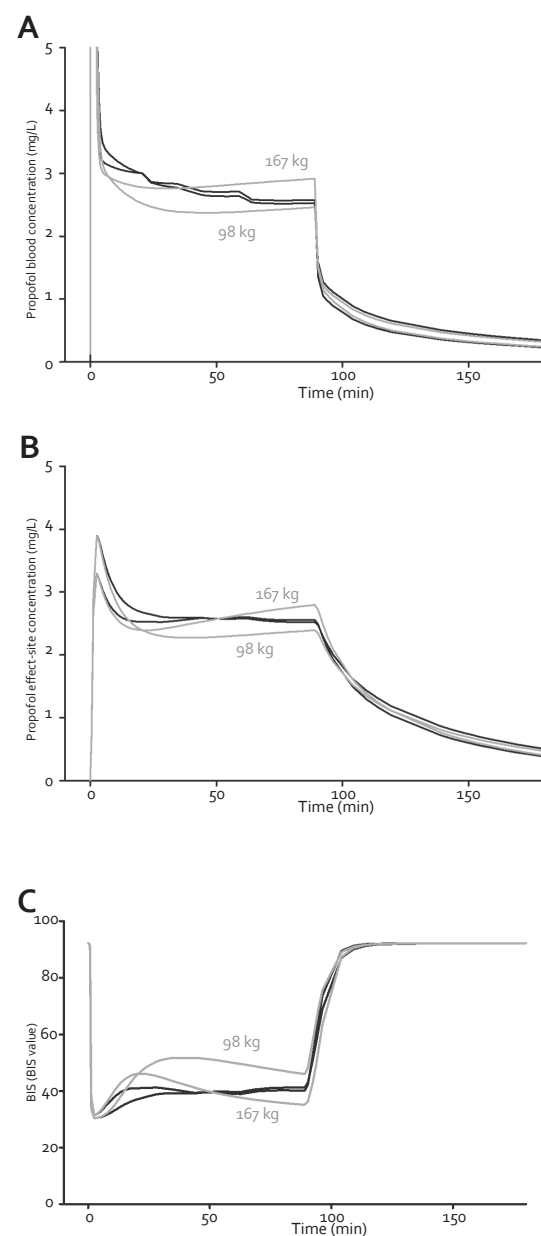 A
Propofol blood concentration (mg/L)
5
4
3
2
1
0
167 kg
98 kg
0
50
100
150
Time (min)
B
Propofol effect-site concentration (mg/L)
5
4
3
2
1
0
167 kg
98 kg
0
50
100
150
Time (min)
C
BIS (BIS value)
100
80
60
40
20
0
98 kg
167 kg
0
50
100
150
Time (min)